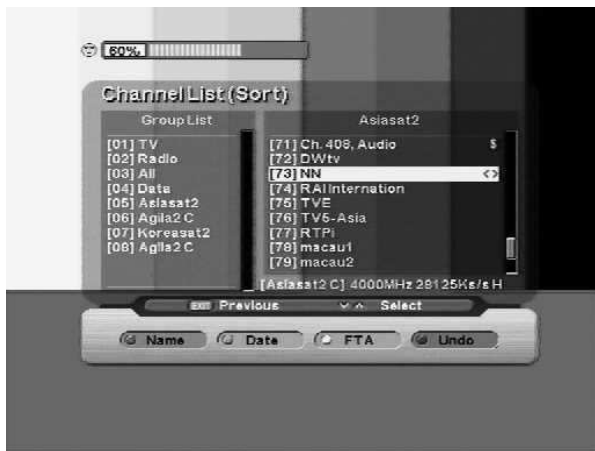 60%
Channel List (Sort)
Group List
[01] TV
[02] Radio
[03] All
[04] Data
[05] Asiasat2
[06] Agila2 C
[07] Koreasat2
[08] Agila2 C
Asiasat2
[71] Ch. 408, Audio $
[72] DWtv
[73] NN <>
[74] RAI Internation
[75] TVE
[76] TV5-Asia
[77] RTPi
[78] macau1
[79] macau2
[Asiasat2 C] 4000MHz 28125Ks/s H
EXIT Previous Select
Name Date FTA Undo